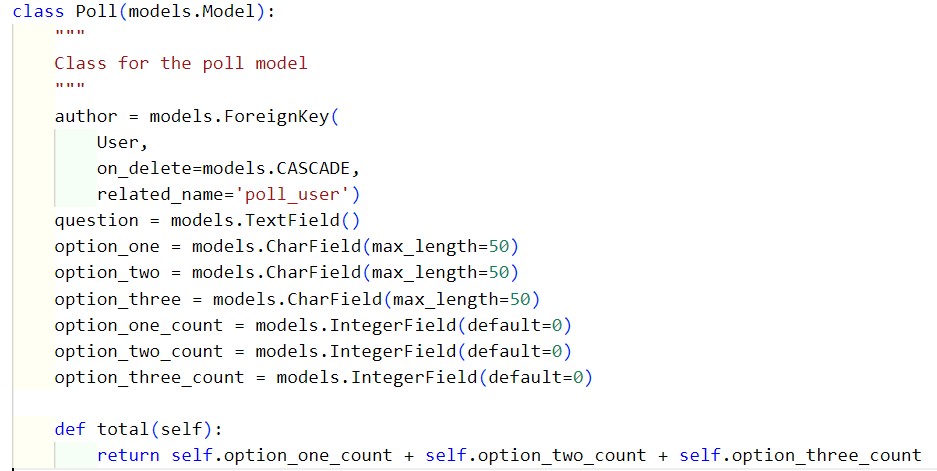 class Poll(models.Model):
    """
    Class for the poll model
    """
    author = models.ForeignKey(
        User,
        on_delete=models.CASCADE,
        related_name='poll_user')
    question = models.TextField()
    option_one = models.CharField(max_length=50)
    option_two = models.CharField(max_length=50)
    option_three = models.CharField(max_length=50)
    option_one_count = models.IntegerField(default=0)
    option_two_count = models.IntegerField(default=0)
    option_three_count = models.IntegerField(default=0)

    def total(self):
        return self.option_one_count + self.option_two_count + self.option_three_count